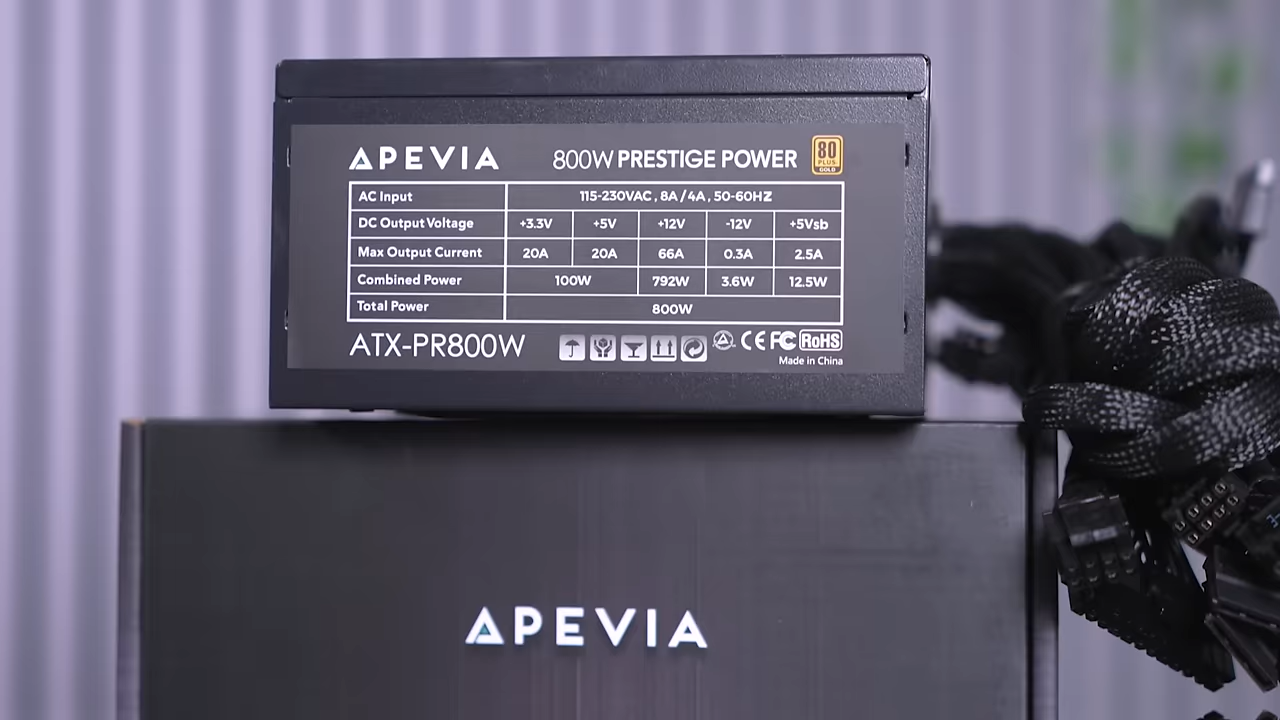 APEVIA 800W PRESTIGE POWER 80 PLUS GOLD
AC Input 115-230VAC , 8A / 4A , 50-60HZ
DC Output Voltage +3.3V +5V +12V -12V +5Vsb
Max Output Current 20A 20A 66A 0.3A 2.5A
Combined Power 100W 792W 3.6W 12.5W
Total Power 800W
ATX-PR800W CE FC RoHS
Made in China
APEVIA